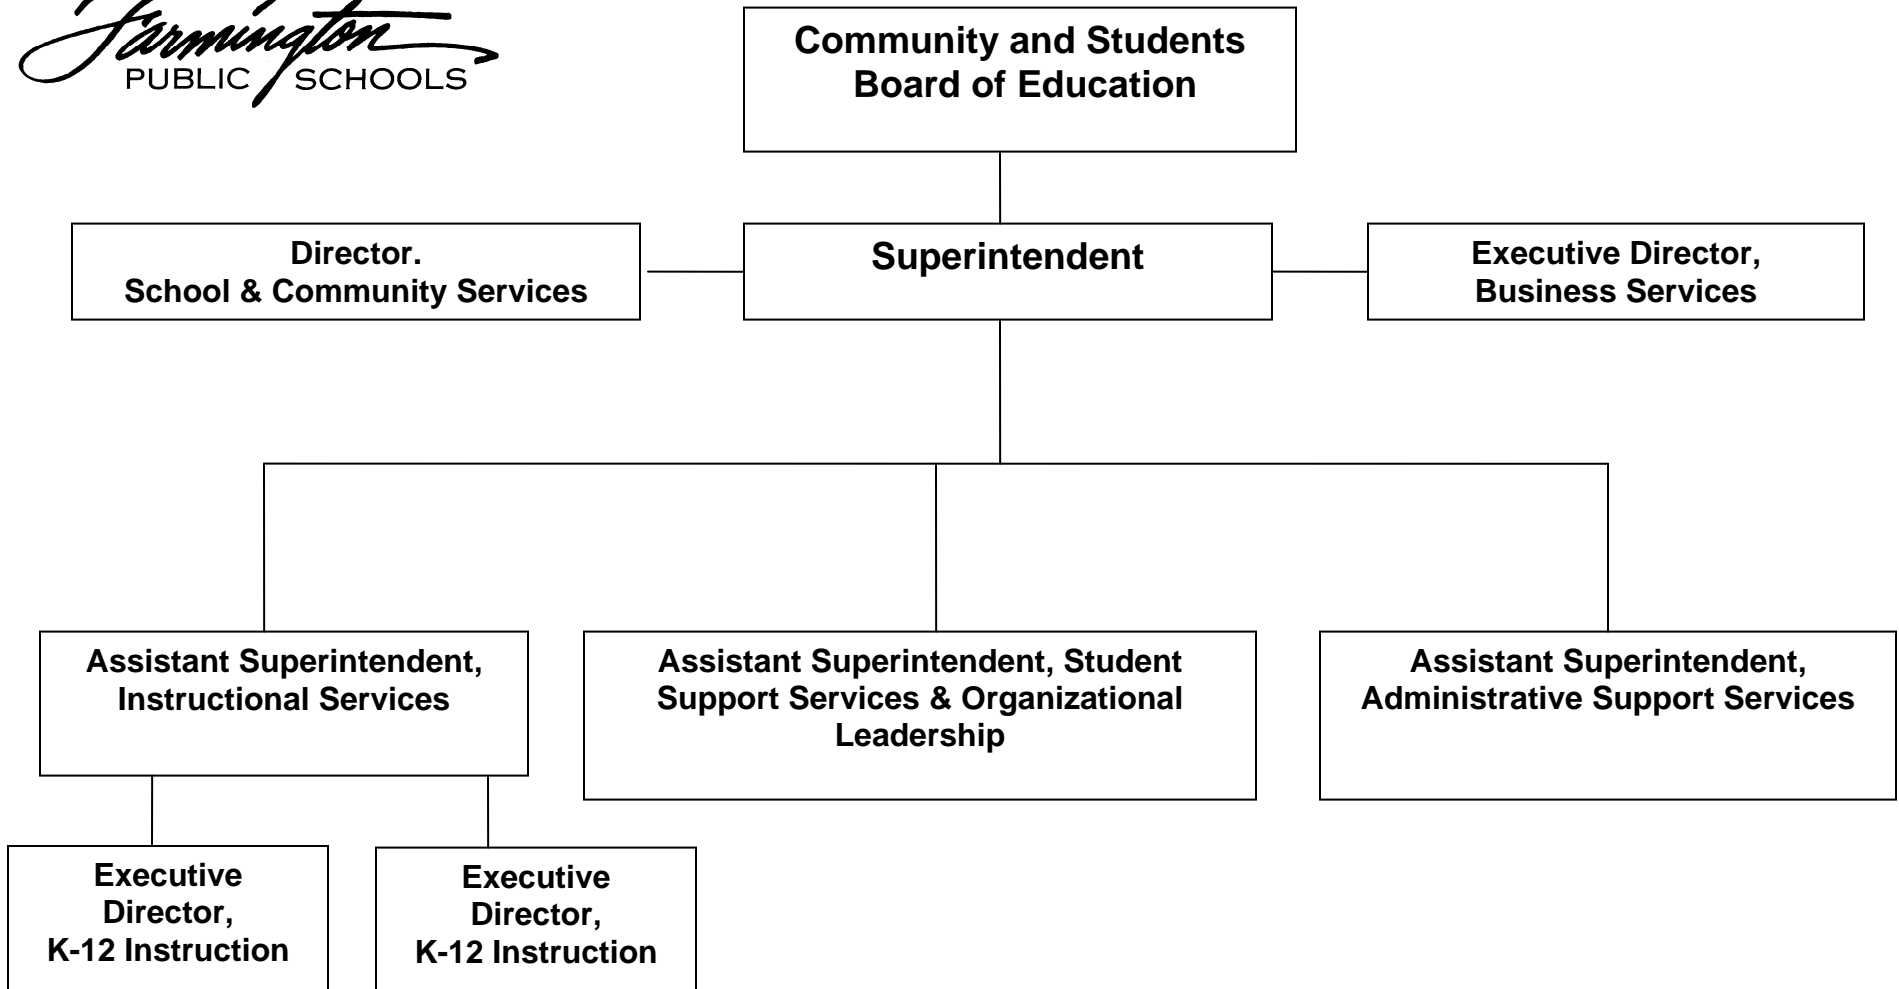 Farmington
PUBLIC SCHOOLS
Community and Students
Board of Education
Director.
School & Community Services
Superintendent
Executive Director,
Business Services
Assistant Superintendent,
Instructional Services
Assistant Superintendent, Student
Support Services & Organizational
Leadership
Assistant Superintendent,
Administrative Support Services
Executive
Director,
K-12 Instruction
Executive
Director,
K-12 Instruction